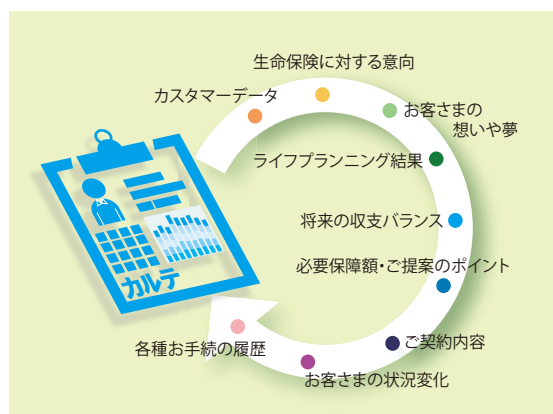 生命保険に対する意向
カスタマーデータ
お客さまの
想いや夢
ライフプランニング結果
将来の収支バランス
必要保障額・ご提案のポイント
カルテ
ご契約内容
各種お手続の履歴
お客さまの状況変化